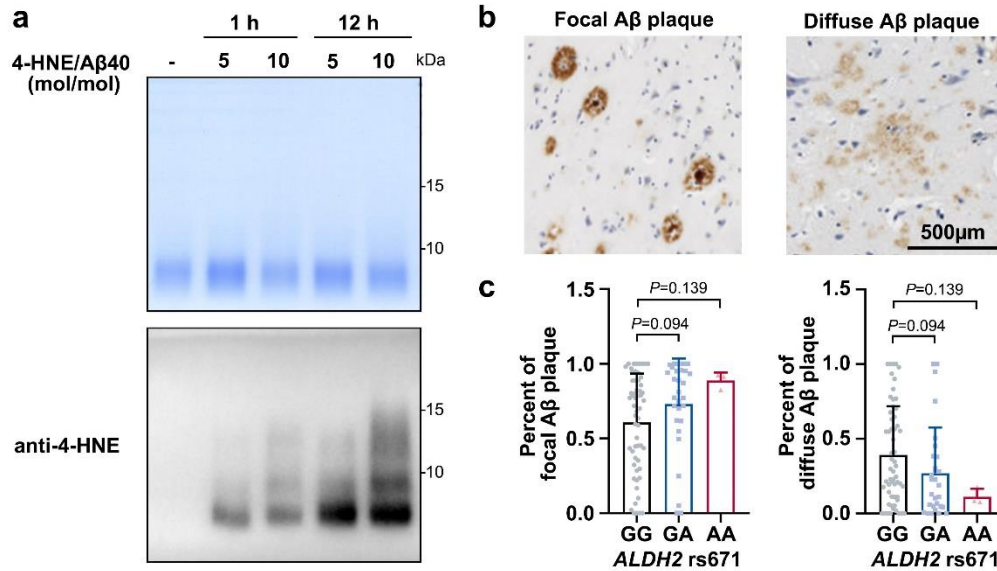 a
1 h 12 h
4-HNE/Aβ40
(mol/mol)
- 5 10 5 10 kDa
-15
-10
anti-4-HNE
-15
-10
b
Focal Aβ plaque Diffuse Aβ plaque
500μm
c
Percent of
focal Aβ plaque
1.5
1.0
0.5
0.0
P=0.139
P=0.094
GG GA AA
ALDH2 rs671
Percent of
diffuse Aβ plaque
1.5
1.0
0.5
0.0
P=0.139
P=0.094
GG GA AA
ALDH2 rs671